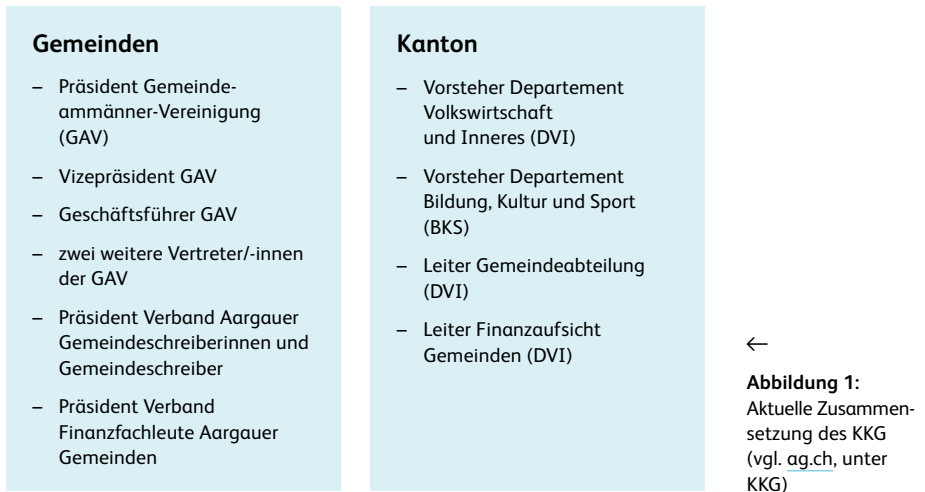 Gemeinden
– Präsident Gemeinde-
ammänner-Vereinigung
(GAV)
– Vizepräsident GAV
– Geschäftsführer GAV
– zwei weitere Vertreter/-innen
der GAV
– Präsident Verband Aargauer
Gemeindeschreiberinnen und
Gemeindeschreiber
– Präsident Verband
Finanzfachleute Aargauer
Gemeinden
Kanton
– Vorsteher Departement
Volkswirtschaft
und Inneres (DVI)
– Vorsteher Departement
Bildung, Kultur und Sport
(BKS)
– Leiter Gemeindeabteilung
(DVI)
– Leiter Finanzaufsicht
Gemeinden (DVI)
←
Abbildung 1:
Aktuelle Zusammen-
setzung des KKG
(vgl. ag.ch, unter
KKG)